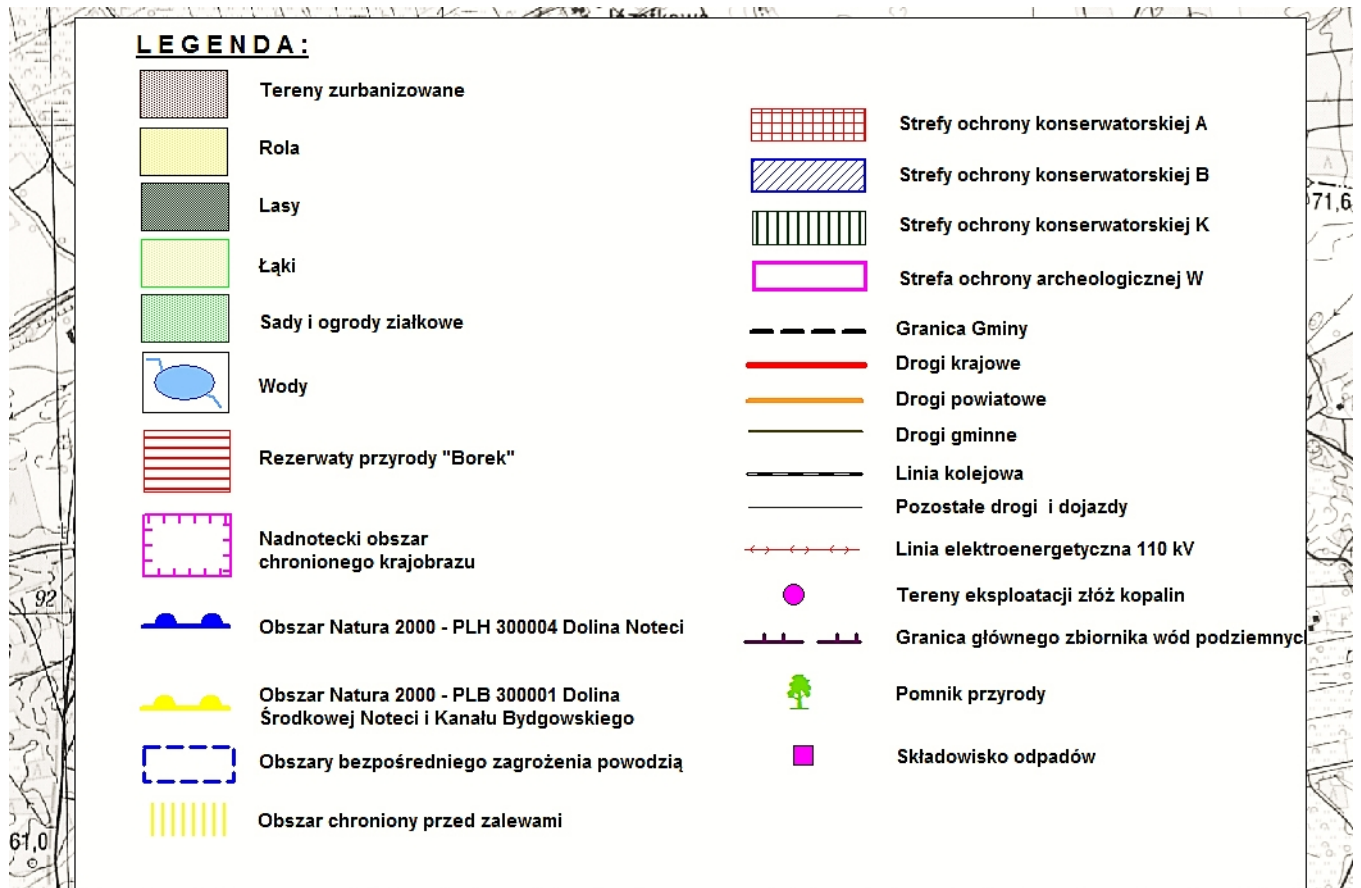 LEGENDA:
Tereny zurbanizowane
Rola
Lasy
Łąki
Sady i ogrody ziałkowe
Wody
Rezerwaty przyrody "Borek"
Nadnotecki obszar
chronionego krajobrazu
Obszar Natura 2000 - PLH 300004 Dolina Noteci
Obszar Natura 2000 - PLB 300001 Dolina
Środkowej Noteci i Kanału Bydgowskiego
Obszary bezpośredniego zagrożenia powodzią
Obszar chroniony przed zalewami
Strefy ochrony konserwatorskiej A
Strefy ochrony konserwatorskiej B
Strefy ochrony konserwatorskiej K
Strefa ochrony archeologicznej W
Granica Gminy
Drogi krajowe
Drogi powiatowe
Drogi gminne
Linia kolejowa
Pozostałe drogi i dojazdy
Linia elektroenergetyczna 110 kV
Tereny eksploatacji złóż kopalin
Granica głównego zbiornika wód podziemnyc
Pomnik przyrody
Składowisko odpadów
92
61,0
71,6